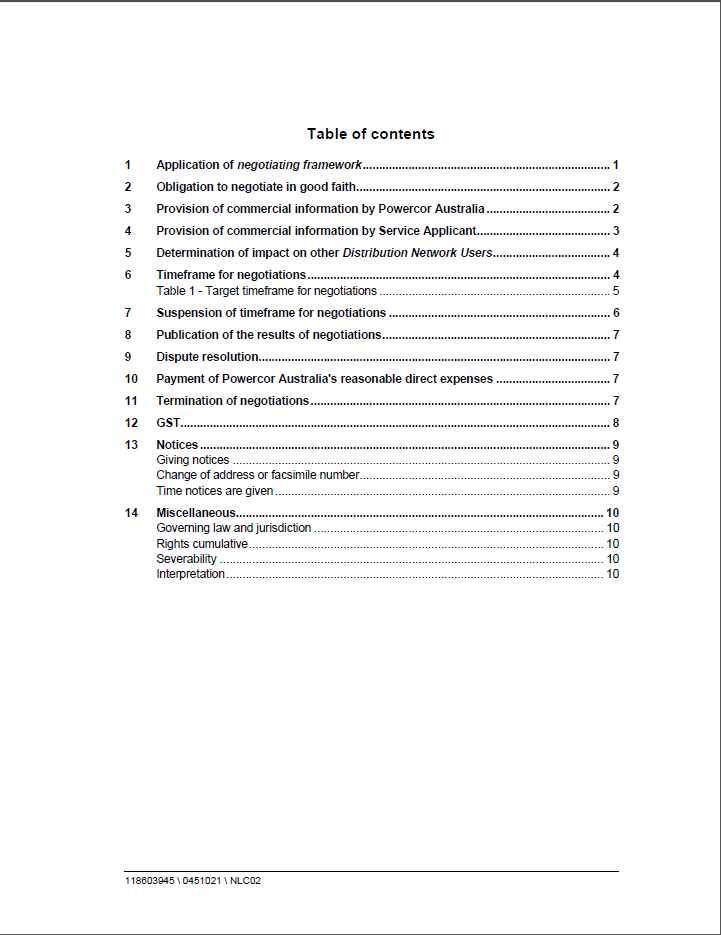 Table of contents
1 Application of negotiating framework........................................................................... 1
2 Obligation to negotiate in good faith............................................................................. 2
3 Provision of commercial information by Powercor Australia ...................................... 2
4 Provision of commercial information by Service Applicant......................................... 3
5 Determination of impact on other Distribution Network Users.................................... 4
6 Timeframe for negotiations ............................................................................................ 4
Table 1 - Target timeframe for negotiations ....................................................................... 5
7 Suspension of timeframe for negotiations .................................................................... 6
8 Publication of the results of negotiations...................................................................... 7
9 Dispute resolution........................................................................................................... 7
10 Payment of Powercor Australia's reasonable direct expenses ................................... 7
11 Termination of negotiations ........................................................................................... 7
12 GST................................................................................................................................... 8
13 Notices ............................................................................................................................. 9
Giving notices .................................................................................................................... 9
Change of address or facsimile number............................................................................. 9
Time notices are given ....................................................................................................... 9
14 Miscellaneous................................................................................................................ 10
Governing law and jurisdiction ......................................................................................... 10
Rights cumulative............................................................................................................. 10
Severability ...................................................................................................................... 10
Interpretation.................................................................................................................... 10
118603945 \ 0451021 \ NLC02